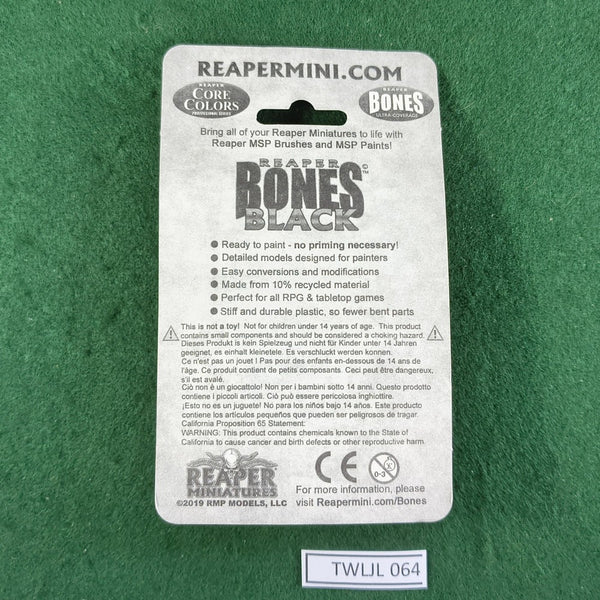 REAPERMINI.COM
REAPER
CORE
COLORS
PROFESSIONAL SERIES
REAPER
BONES
ULTRA-COVERAGE
Bring all of your Reaper Miniatures to life with
Reaper MSP Brushes and MSP Paints!
REAPER
©
BONES™
BLACK
● Ready to paint - no priming necessary!
● Detailed models designed for painters
● Easy conversions and modifications
● Made from 10% recycled material
● Perfect for all RPG & tabletop games
● Stiff and durable plastic, so fewer bent parts
This is not a toy! Not for children under 14 years of age. This product
contains small components and should be considered a choking hazard.
Dieses Produkt is kein Spielzeug und nicht für Kinder unter 14 Jahren
geeignet, es einhalt kleinetele. Es verschluckt werden konnen.
Ce n'est pas un jouet ! Pas pour des enfants en-dessous de 14 ans de
l'âge. Ce produit contient de petits composants. Ceci peut être dangereux,
s'il est avalé.
Ciò non è un giocattolo! Non per i bambini sotto 14 anni. Questo prodotto
contiene i piccoli articoli. Ciò può essere pericolosa inghiottire.
¡Esto no es un juguete! No para los niños bajo 14 años. Este producto
contiene los artículos pequeños que pueden ser peligrosos de tragar.
California Proposition 65 Statement:
WARNING: This product contains chemicals known to the State of
California to cause cancer and birth defects or other reproductive harm.
REAPER
MINIATURES
©2019 RMP MODELS, LLC
CE
0-3
For more information, please
visit Reapermini.com/Bones
TWLJL 064